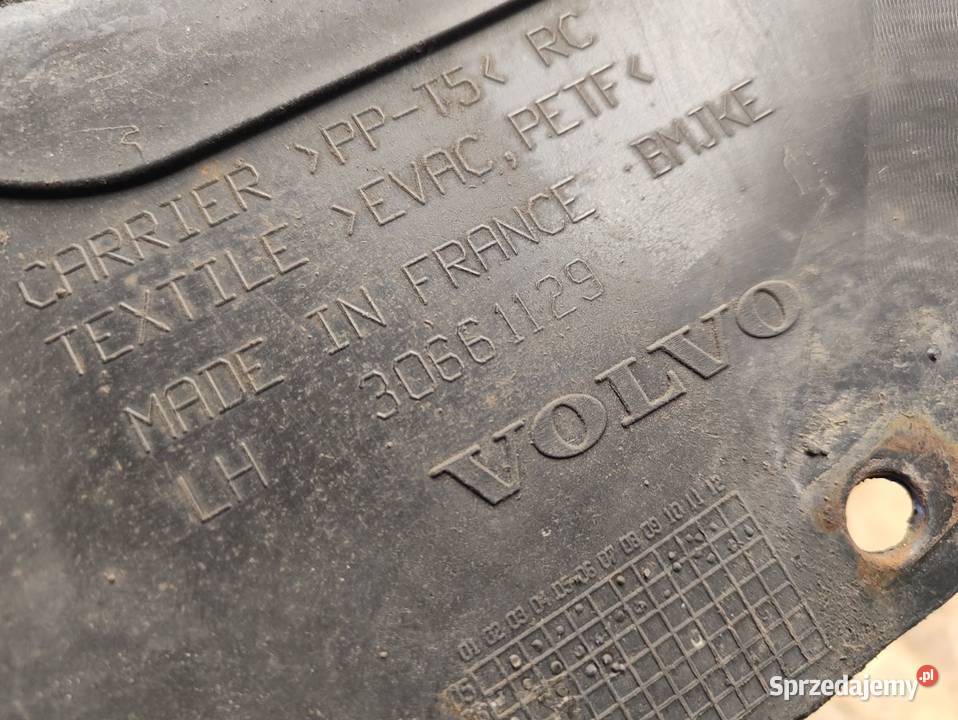 CARRIER >PP-T5< RC
TEXTILE >EVAC,PETF<
MADE IN FRANCE BMJKE
LH 30661129
VOLVO
01 02 03 04 05 06 07 08 09 10 11 12
05
Sprzedajemy.pl